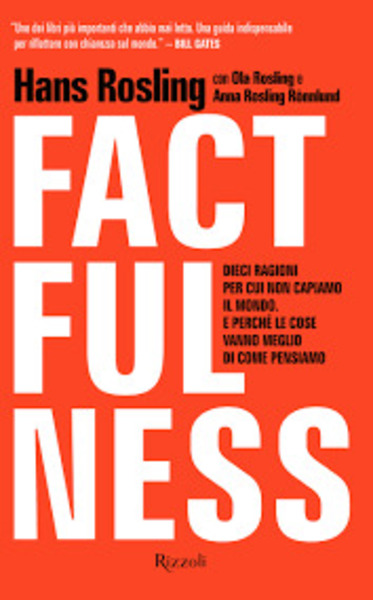 "Uno dei libri più importanti che abbia mai letto. Una guida indispensabile
per riflettere con chiarezza sul mondo." – BILL GATES
Hans Rosling
con Ola Rosling e
Anna Rosling Rönnlund
FACT
FUL
NESS
DIECI RAGIONI
PER CUI NON CAPIAMO
IL MONDO.
E PERCHÉ LE COSE
VANNO MEGLIO
DI COME PENSIAMO
Rizzoli